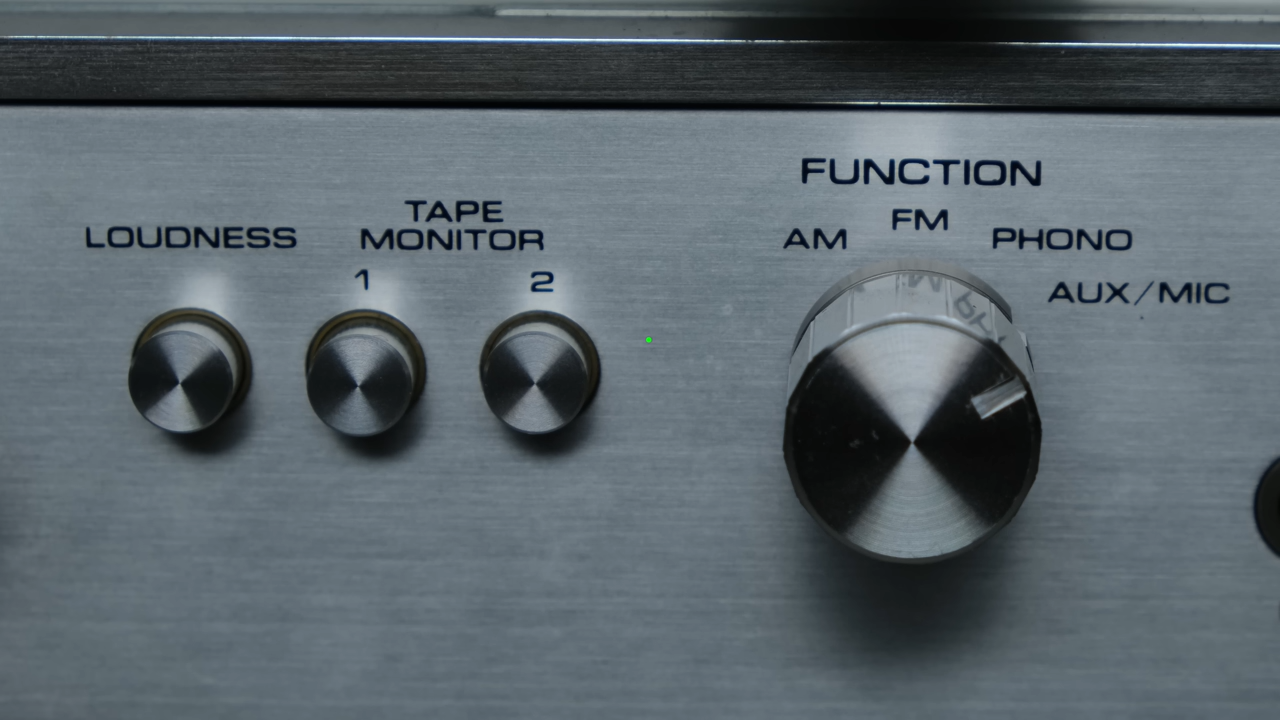 FUNCTION
TAPE
FM
LOUDNESS
MONITOR
AM
PHONO
1
2
AUX/MIC